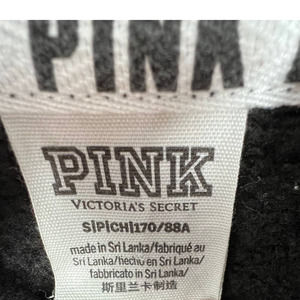 PINK
PINK
VICTORIA'S SECRET
S|P|CH|170/88A
made in Sri Lanka/fabriqué au
Sri Lanka/hecho en Sri Lanka/
fabbricato in Sri Lanka/
斯里兰卡制造